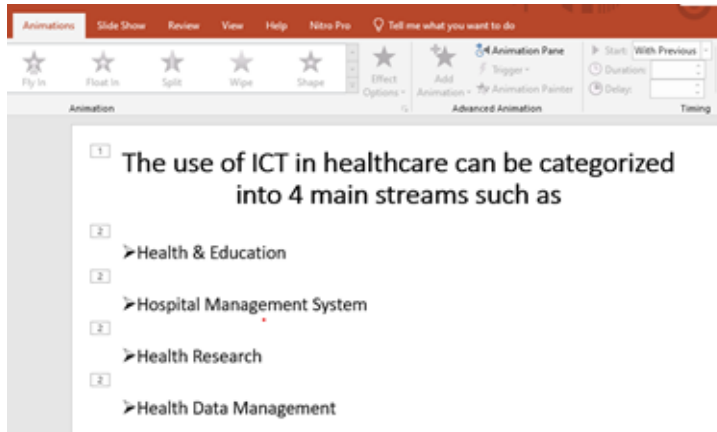 Animations Slide Show Review View Help Nitro Pro Tell me what you want to do
Animation Pane Start: With Previous
Trigger Duration:
Fly In Float In Split Wipe Shape Effect Options Add Animation Animation Painter Delay:
Animation Advanced Animation Timing
1
The use of ICT in healthcare can be categorized
into 4 main streams such as
2
➢Health & Education
2
➢Hospital Management System
2
➢Health Research
2
➢Health Data Management